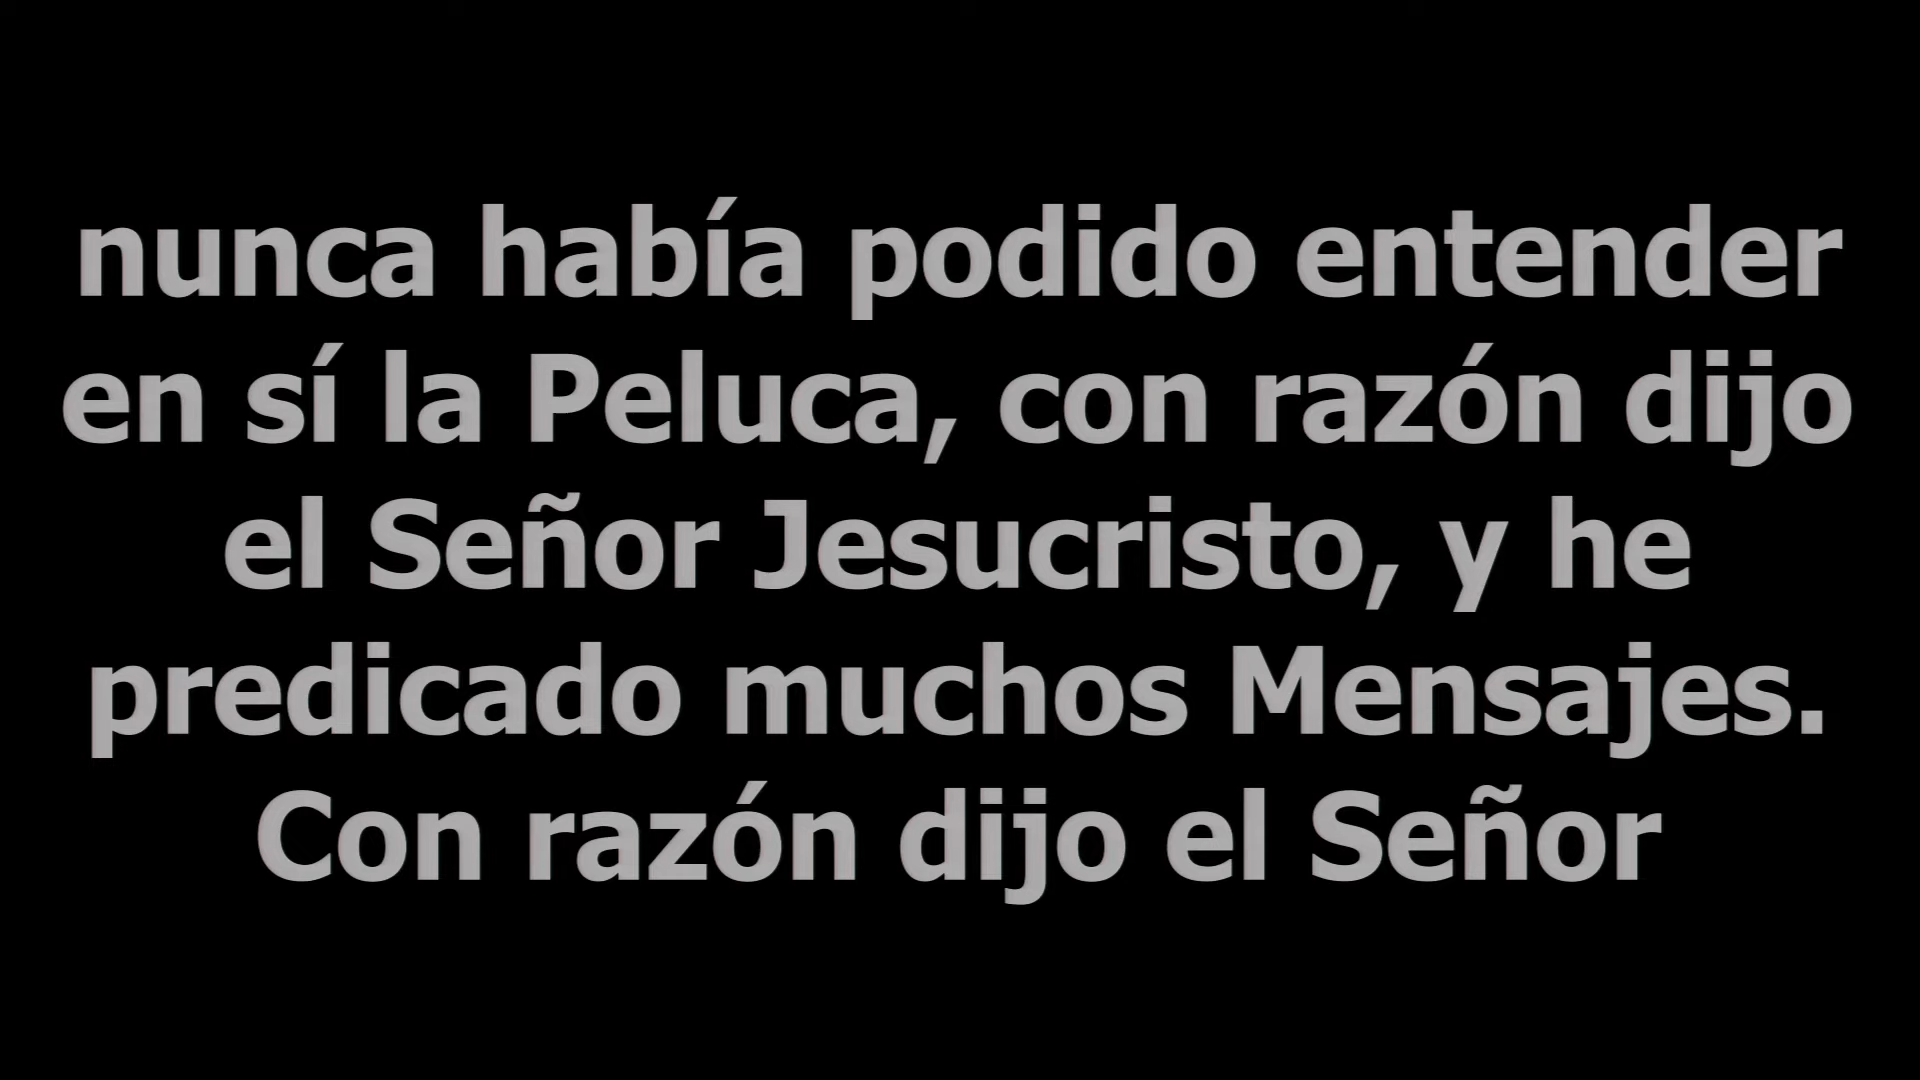 nunca había podido entender
en sí la Peluca, con razón dijo
el Señor Jesucristo, y he
predicado muchos Mensajes.
Con razón dijo el Señor